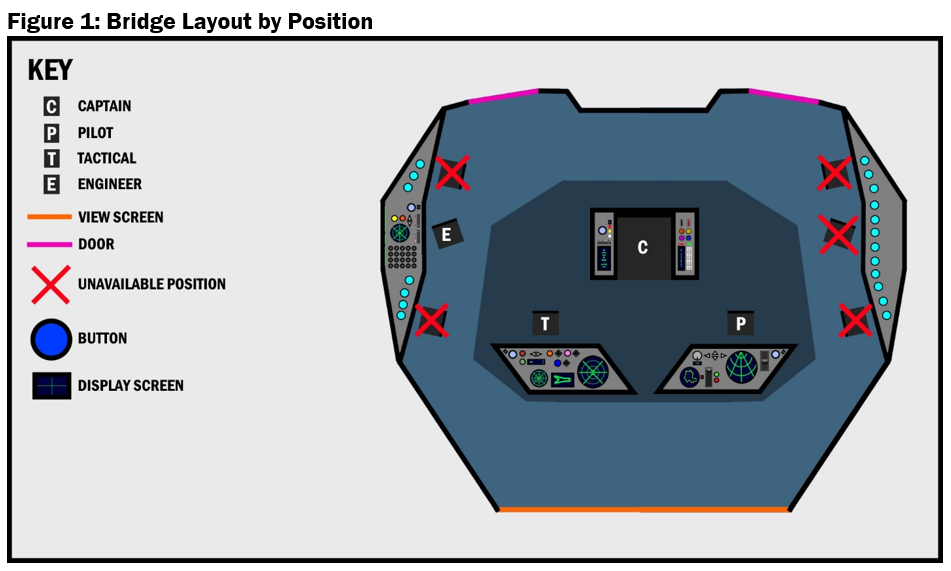 Figure 1: Bridge Layout by Position
KEY
C CAPTAIN
P PILOT
T TACTICAL
E ENGINEER
VIEW SCREEN
DOOR
UNAVAILABLE POSITION
BUTTON
DISPLAY SCREEN
E
C
T
P